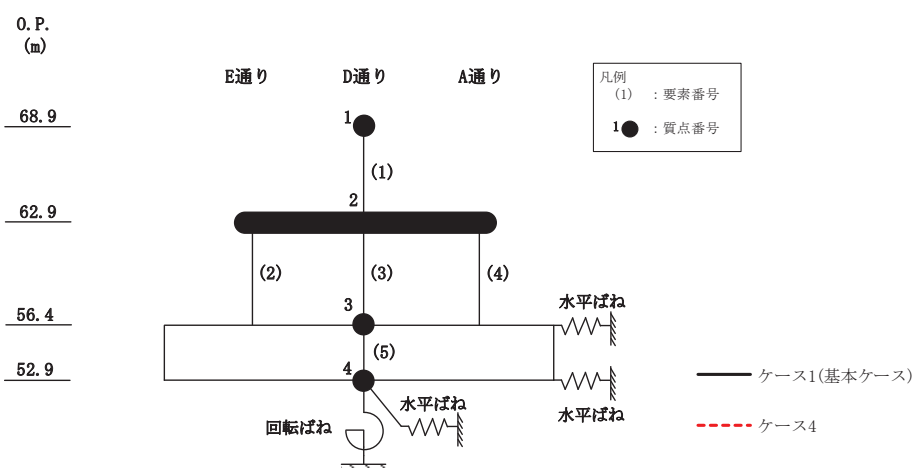 O.P.
(m)
E通り
D通り
A通り
凡例
(1) : 要素番号
1 : 質点番号
68.9
1
(1)
2
62.9
(2)
(3)
(4)
3
水平ばね
56.4
(5)
52.9
4
ケース1(基本ケース)
水平ばね
水平ばね
回転ばね
ケース4